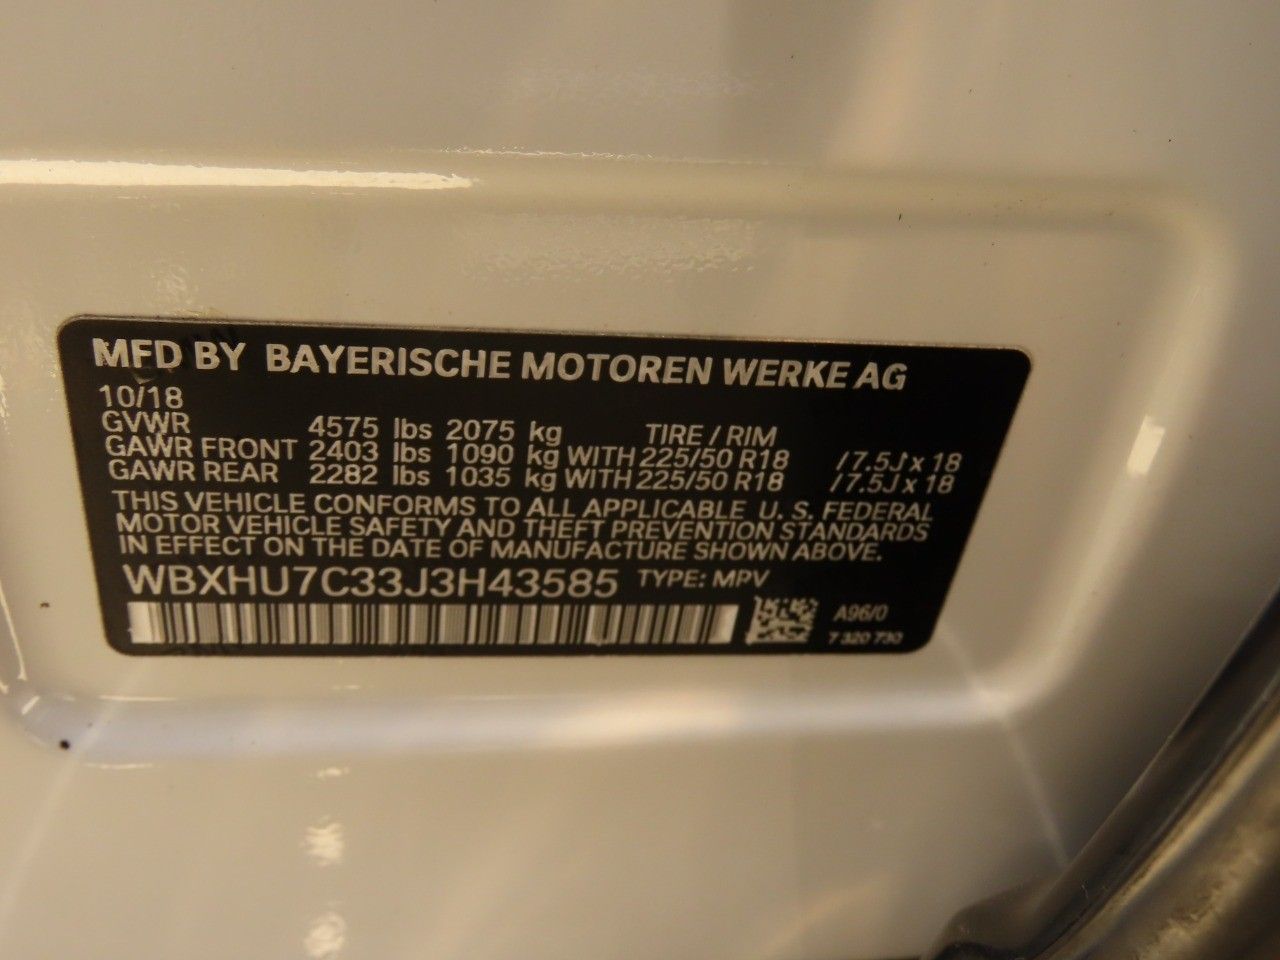 MFD BY BAYERISCHE MOTOREN WERKE AG
10/18
GVWR 4575 lbs 2075 kg TIRE / RIM
GAWR FRONT 2403 lbs 1090 kg WITH 225/50 R18 /7.5J x 18
GAWR REAR 2282 lbs 1035 kg WITH 225/50 R18 /7.5J x 18
THIS VEHICLE CONFORMS TO ALL APPLICABLE U. S. FEDERAL
MOTOR VEHICLE SAFETY AND THEFT PREVENTION STANDARDS
IN EFFECT ON THE DATE OF MANUFACTURE SHOWN ABOVE.
WBXHU7C33J3H43585 TYPE: MPV
A96/0
7 320 730